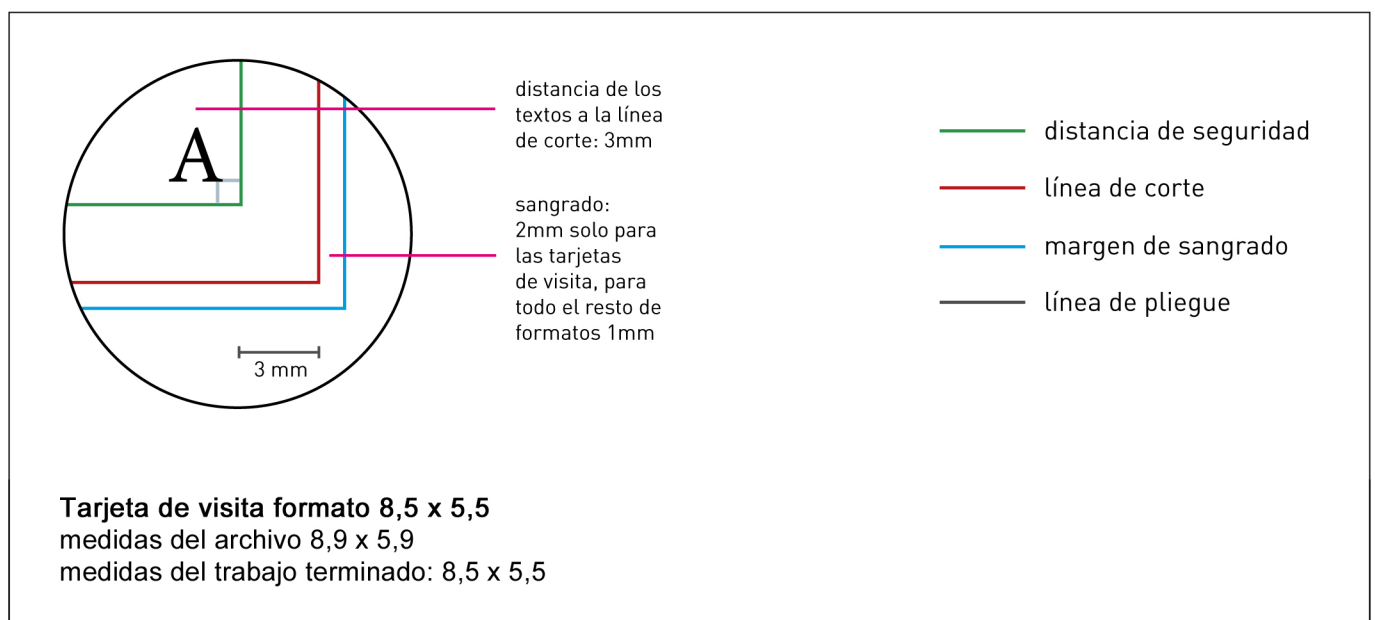 distancia de los
textos a la línea
de corte: 3mm
A
sangrado:
2mm solo para
las tarjetas
de visita, para
todo el resto de
formatos 1mm
3 mm
distancia de seguridad
línea de corte
margen de sangrado
línea de pliegue
Tarjeta de visita formato 8,5 x 5,5
medidas del archivo 8,9 x 5,9
medidas del trabajo terminado: 8,5 x 5,5